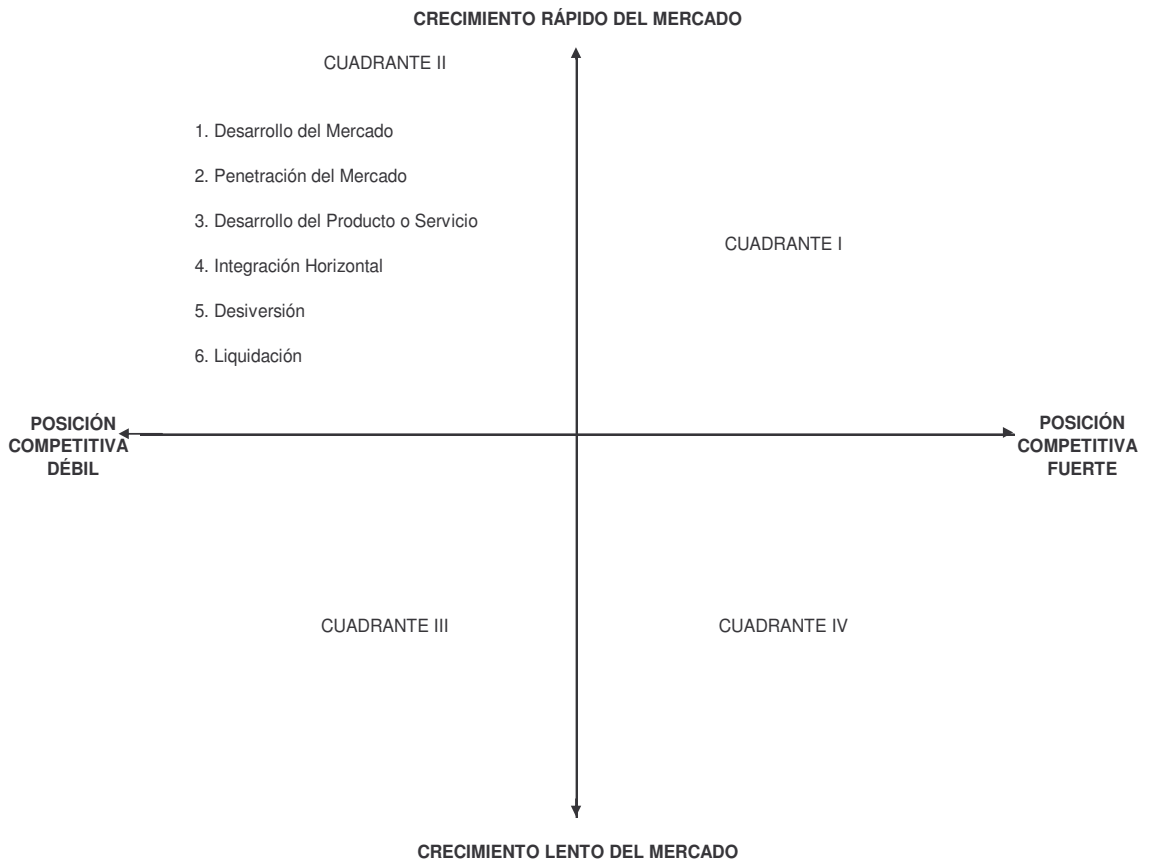 CRECIMIENTO RÁPIDO DEL MERCADO
CUADRANTE II
1. Desarrollo del Mercado
2. Penetración del Mercado
3. Desarrollo del Producto o Servicio
4. Integración Horizontal
5. Desiversión
6. Liquidación
CUADRANTE I
POSICIÓN
COMPETITIVA
DÉBIL
POSICIÓN
COMPETITIVA
FUERTE
CUADRANTE III
CUADRANTE IV
CRECIMIENTO LENTO DEL MERCADO